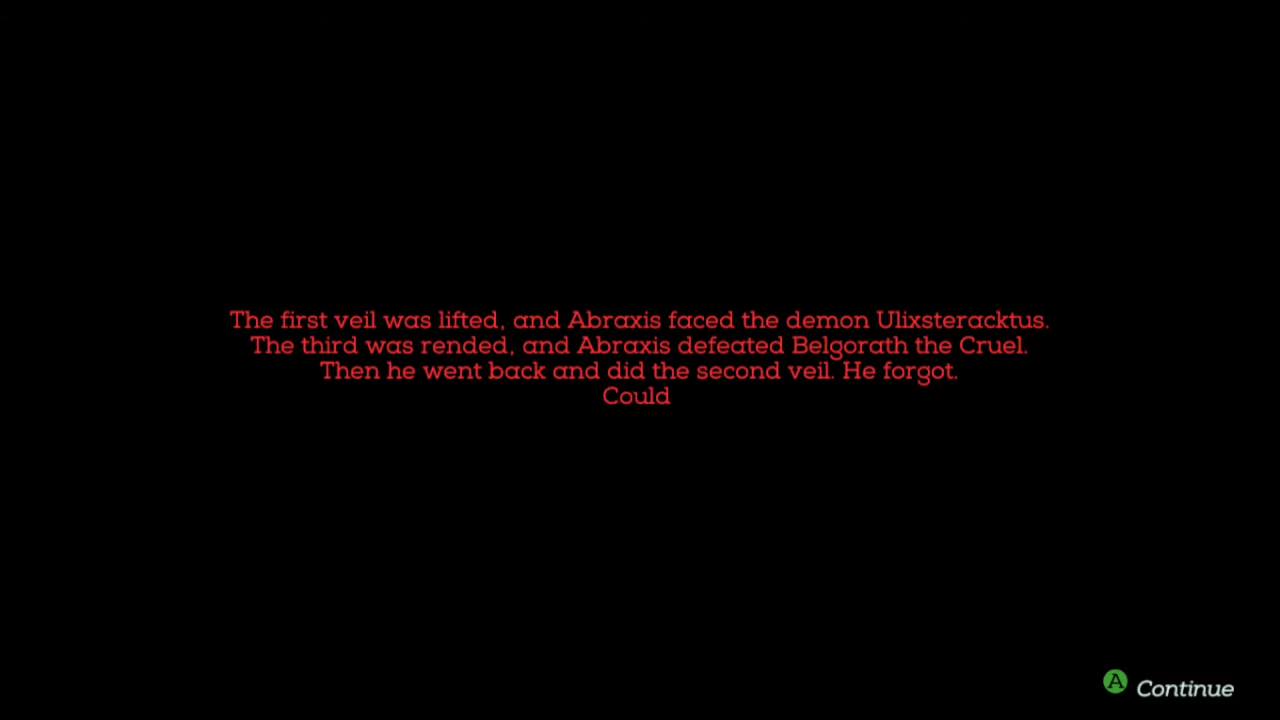 The first veil was lifted, and Abraxis faced the demon Ulixsteracktus.
The third was rended, and Abraxis defeated Belgorath the Cruel.
Then he went back and did the second veil. He forgot.
Could
A Continue